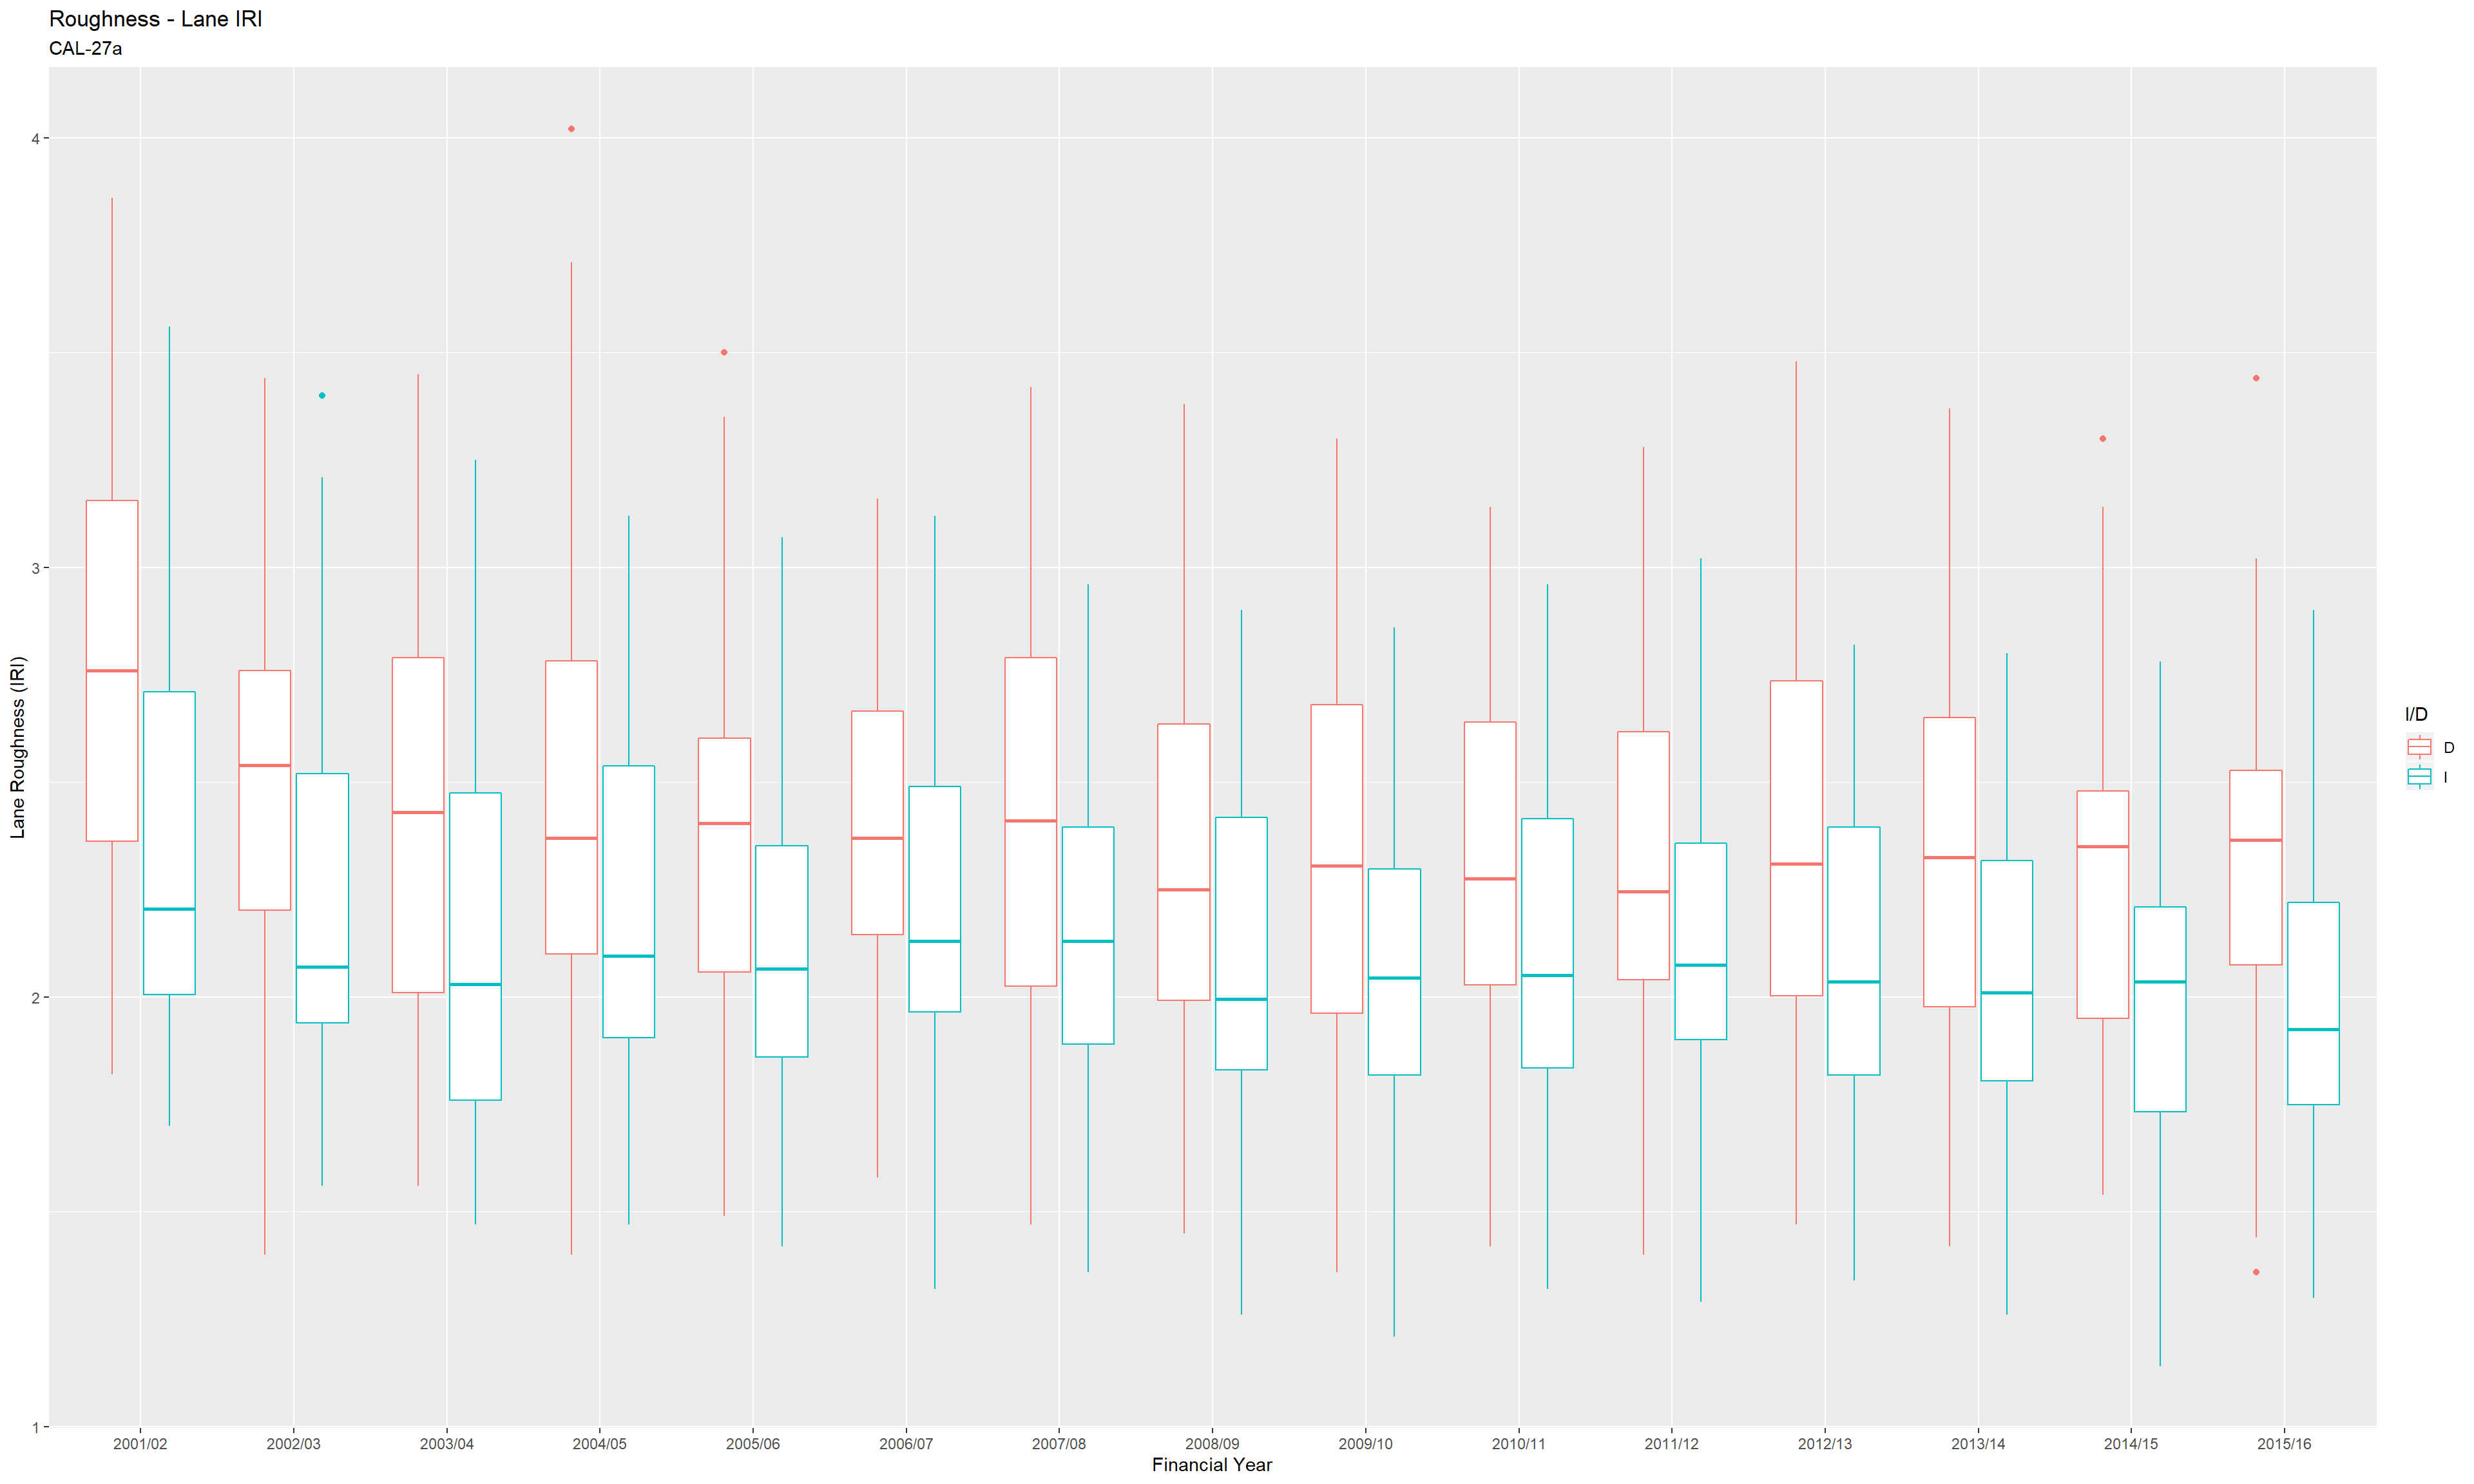 Roughness - Lane IRI
CAL-27a
4
3
2
1
Lane Roughness (IRI)
2001/02 2002/03 2003/04 2004/05 2005/06 2006/07 2007/08 2008/09 2009/10 2010/11 2011/12 2012/13 2013/14 2014/15 2015/16
Financial Year
I/D
D
I